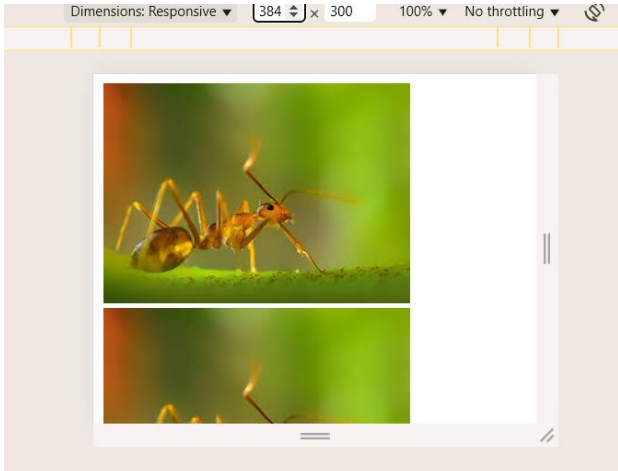 Dimensions: Responsive ▼ 384 × 300 100% ▼ No throttling ▼